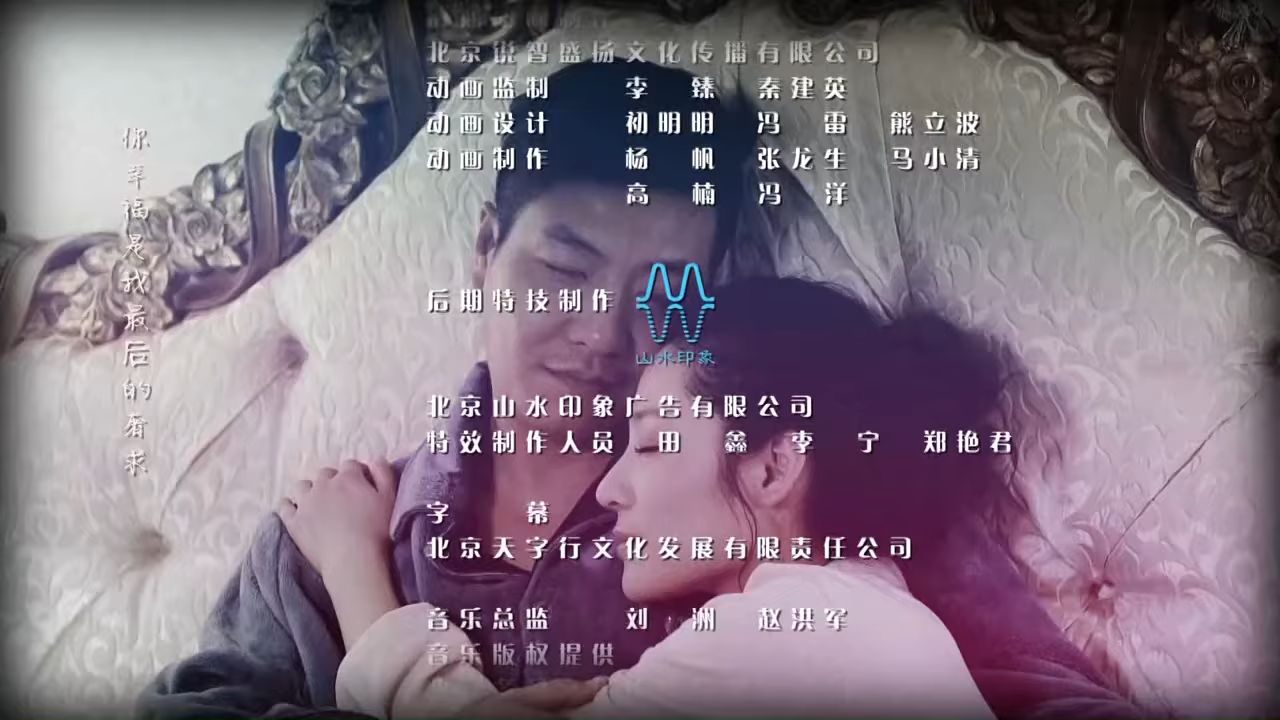 北京锐智盛扬文化传播有限公司
动画监制 李臻 秦建英
动画设计 初明明 冯雷 熊立波
动画制作 杨帆 张龙生 马小清
高楠 冯洋
后期特技制作
山水印象
北京山水印象广告有限公司
特效制作人员 田鑫 李宁 郑艳君
字幕
北京天字行文化发展有限责任公司
音乐总监 刘洲 赵洪军
音乐版权提供
你幸福是我最后的需求